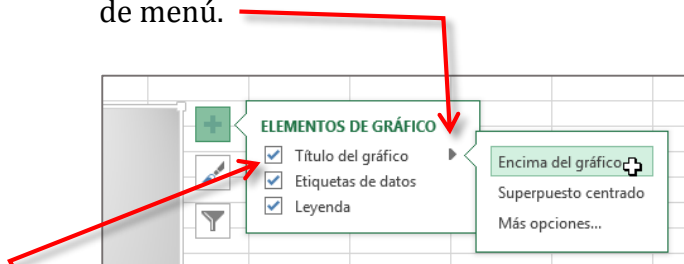 de menú.
ELEMENTOS DE GRÁFICO
Título del gráfico
Etiquetas de datos
Leyenda
Encima del gráfico
Superpuesto centrado
Más opciones...